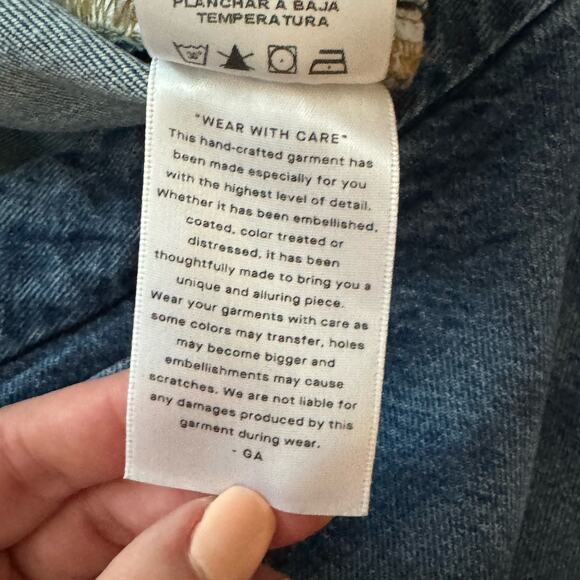 PLANCHAR A BAJA
TEMPERATURA
"WEAR WITH CARE"
This hand-crafted garment has
been made especially for you
with the highest level of detail.
Whether it has been embellished,
coated, color treated or
distressed, it has been
thoughtfully made to bring you a
unique and alluring piece.
Wear your garments with care as
some colors may transfer, holes
may become bigger and
embellishments may cause
scratches. We are not liable for
any damages produced by this
garment during wear.
- GA